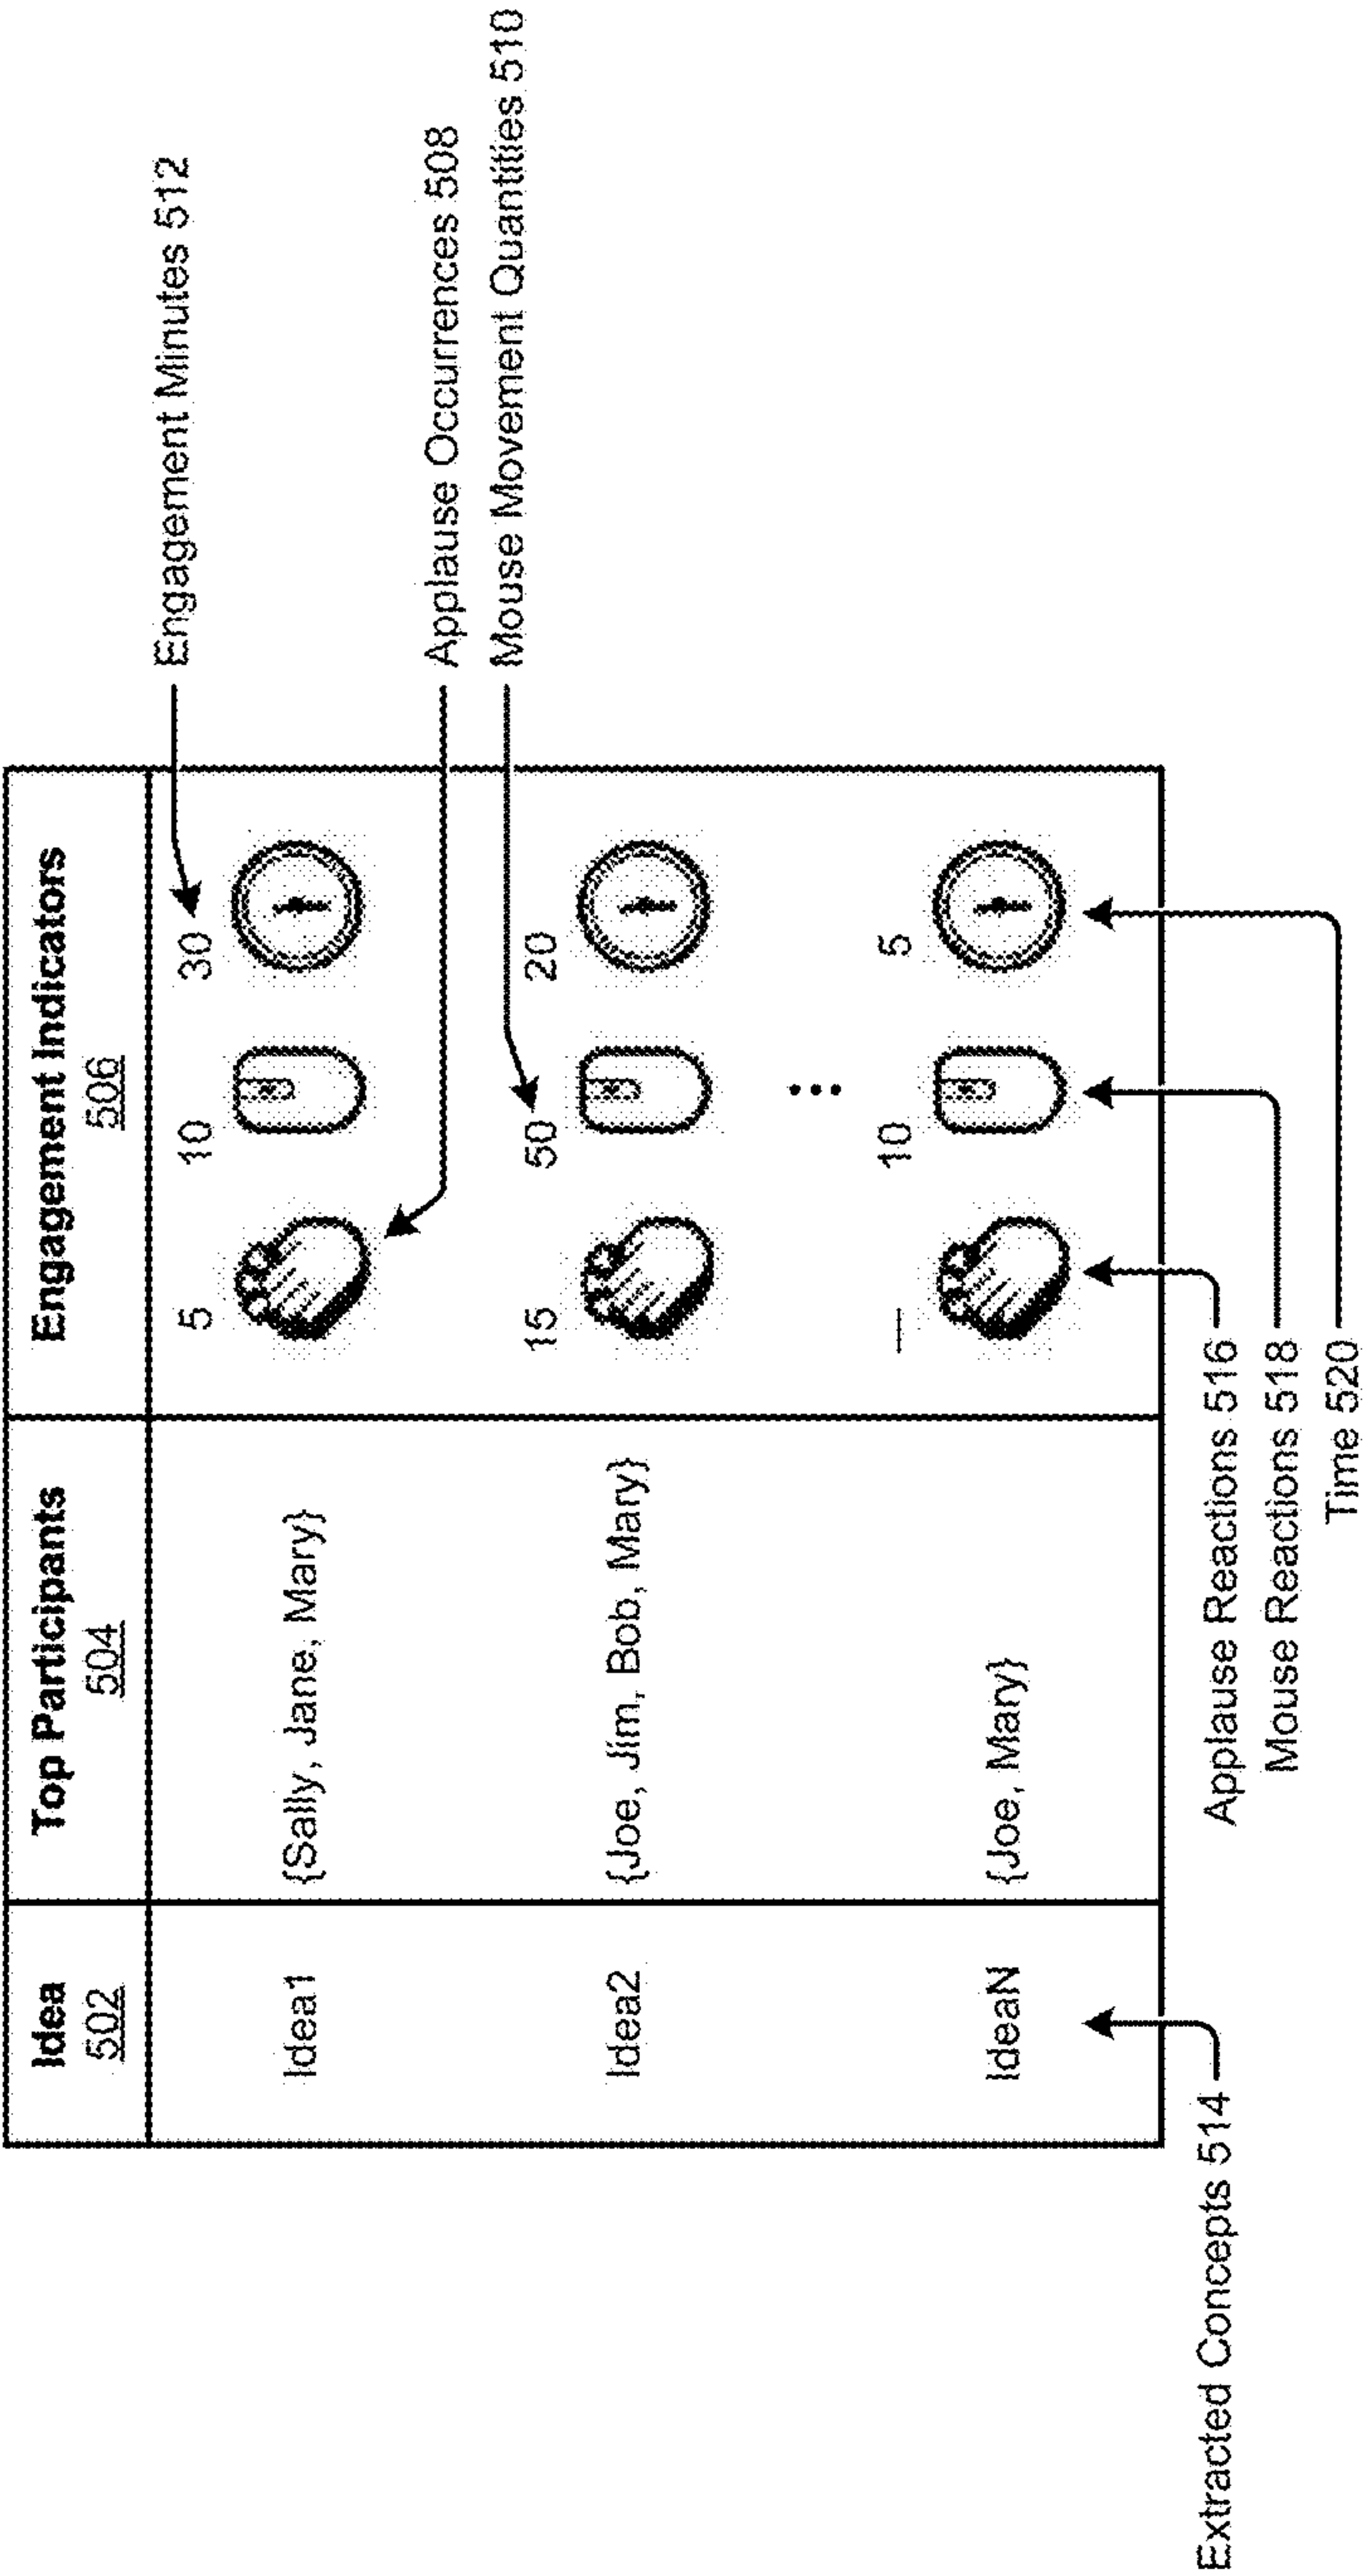 Idea Top Participants Engagement Indicators
502 504 506
Engagement Minutes 512
5 10 30
Idea1 {Sally, Jane, Mary}
Applause Occurrences 508
Mouse Movement Quantities 510
15 50 20
Idea2 {Joe, Jim, Bob, Mary}
...
— 10 5
IdeaN {Joe, Mary}
Extracted Concepts 514
Applause Reactions 516
Mouse Reactions 518
Time 520